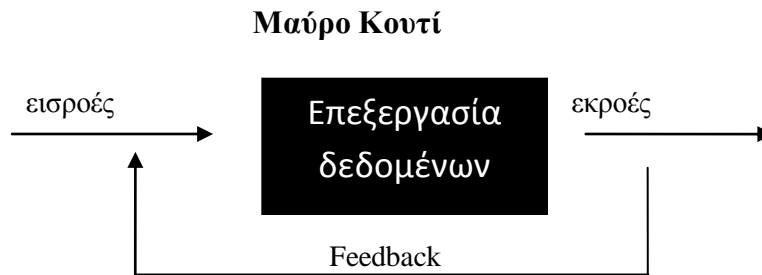 Μαύρο Κουτί
εισροές
Επεξεργασία
δεδομένων
εκροές
Feedback